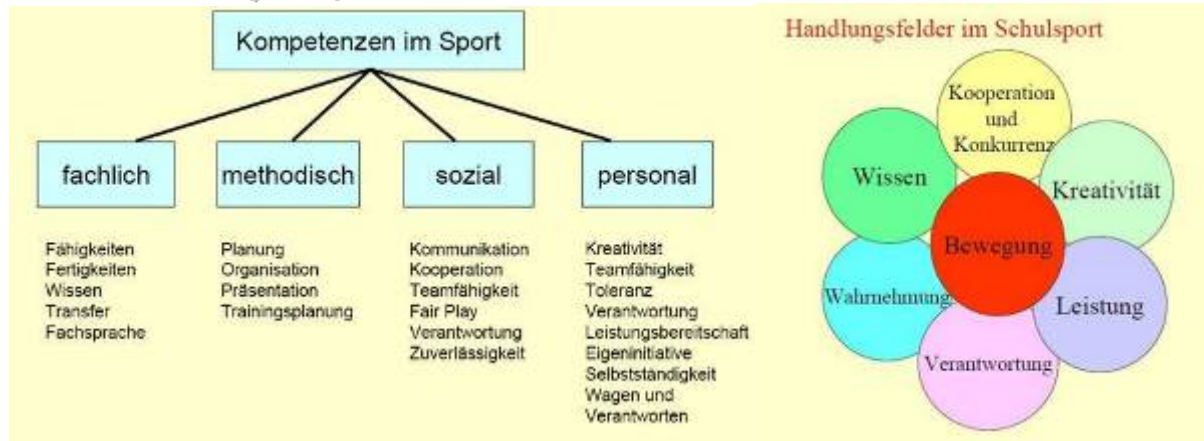 Kompetenzen im Sport
fachlich
Fähigkeiten
Fertigkeiten
Wissen
Transfer
Fachsprache
methodisch
Planung
Organisation
Präsentation
Trainingsplanung
sozial
Kommunikation
Kooperation
Teamfähigkeit
Fair Play
Verantwortung
Zuverlässigkeit
personal
Kreativität
Teamfähigkeit
Toleranz
Verantwortung
Leistungsbereitschaft
Eigeninitiative
Selbstständigkeit
Wagen und
Verantworten
Handlungsfelder im Schulsport
Kooperation
und
Konkurrenz
Wissen
Kreativität
Bewegung
Wahrnehmung
Leistung
Verantwortung